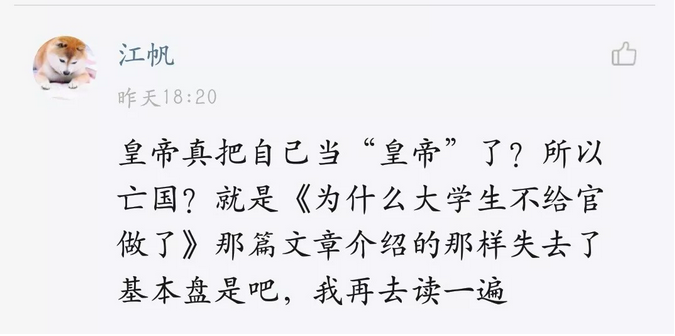 江帆
昨天18:20
皇帝真把自己当“皇帝”了？所以
亡国？就是《为什么大学生不给官
做了》那篇文章介绍的那样失去了
基本盘是吧，我再去读一遍